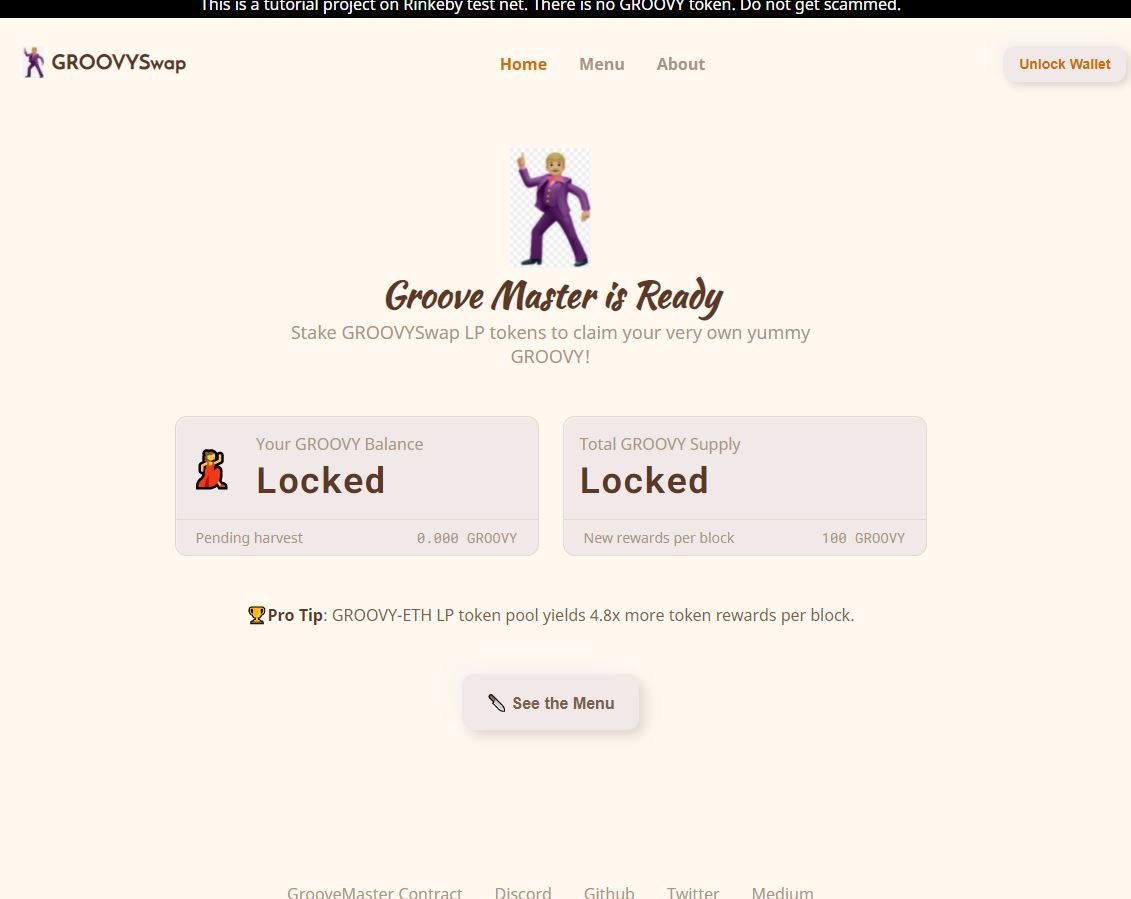 This is a tutorial project on Rinkeby test net. There is no GROOVY token. Do not get scammed.
GROOVYSwap
Home Menu About
Unlock Wallet
Groove Master is Ready
Stake GROOVYSwap LP tokens to claim your very own yummy
GROOVY!
Your GROOVY Balance
Locked
Pending harvest 0.000 GROOVY
Total GROOVY Supply
Locked
New rewards per block 100 GROOVY
Pro Tip: GROOVY-ETH LP token pool yields 4.8x more token rewards per block.
See the Menu
GrooveMaster Contract Discord Github Twitter Medium